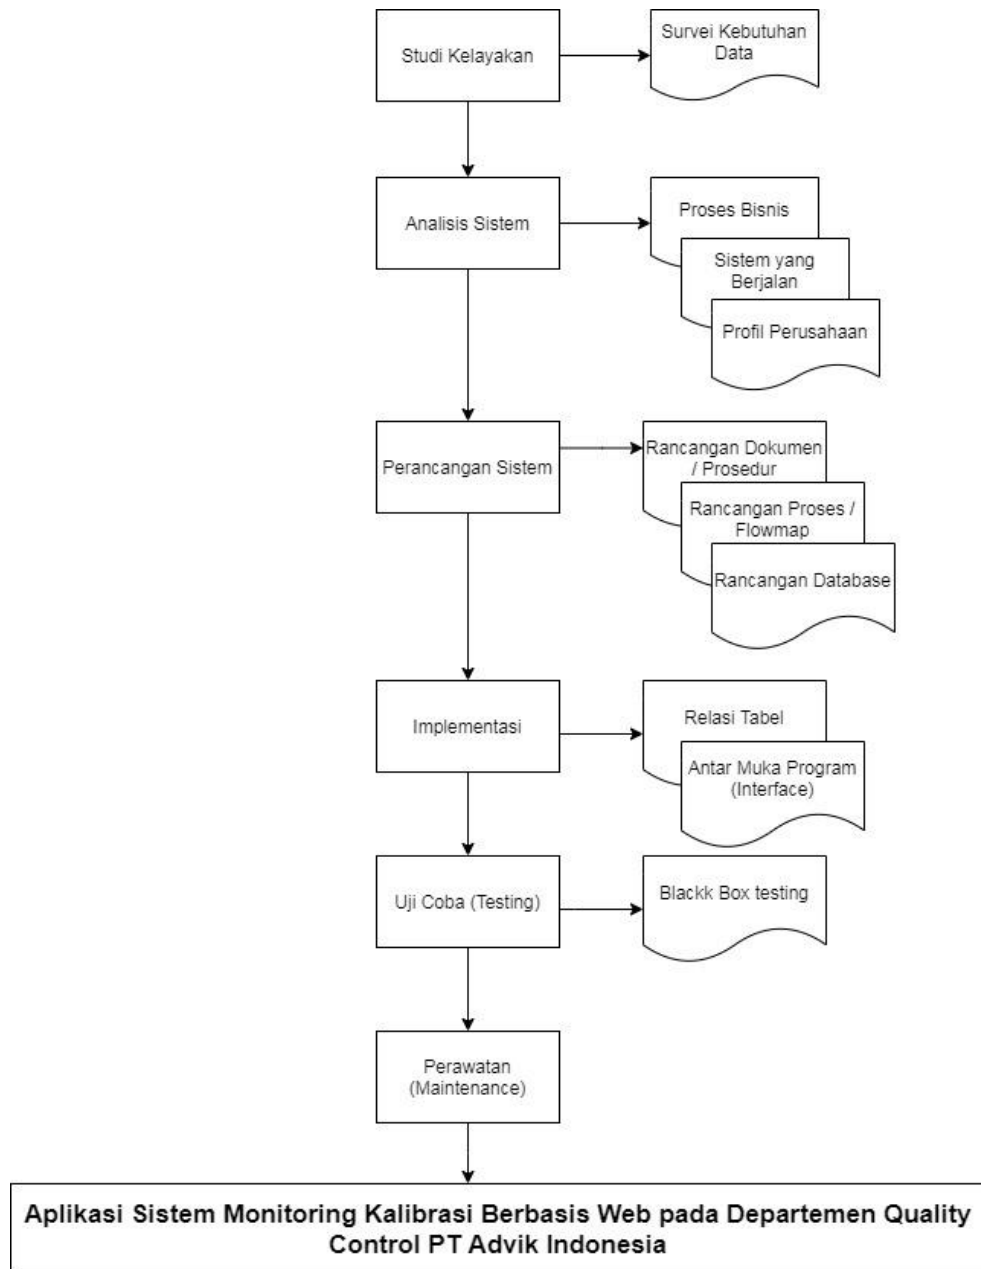 Studi Kelayakan
Survei Kebutuhan
Data
Analisis Sistem
Proses Bisnis
Sistem yang
Berjalan
Profil Perusahaan
Perancangan Sistem
Rancangan Dokumen
/ Prosedur
Rancangan Proses /
Flowmap
Rancangan Database
Implementasi
Relasi Tabel
Antar Muka Program
(Interface)
Uji Coba (Testing)
Blackk Box testing
Perawatan
(Maintenance)
Aplikasi Sistem Monitoring Kalibrasi Berbasis Web pada Departemen Quality
Control PT Advik Indonesia